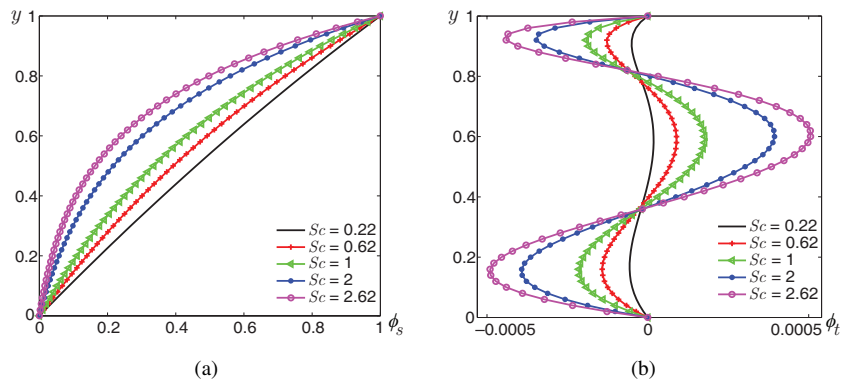 y 1
0.8
0.6
0.4
0.2
0
0 0.2 0.4 0.6 0.8 1 ϕs
Sc = 0.22
Sc = 0.62
Sc = 1
Sc = 2
Sc = 2.62
(a)
y 1
0.8
0.6
0.4
0.2
0
−0.0005 0 0.0005 ϕt
Sc = 0.22
Sc = 0.62
Sc = 1
Sc = 2
Sc = 2.62
(b)